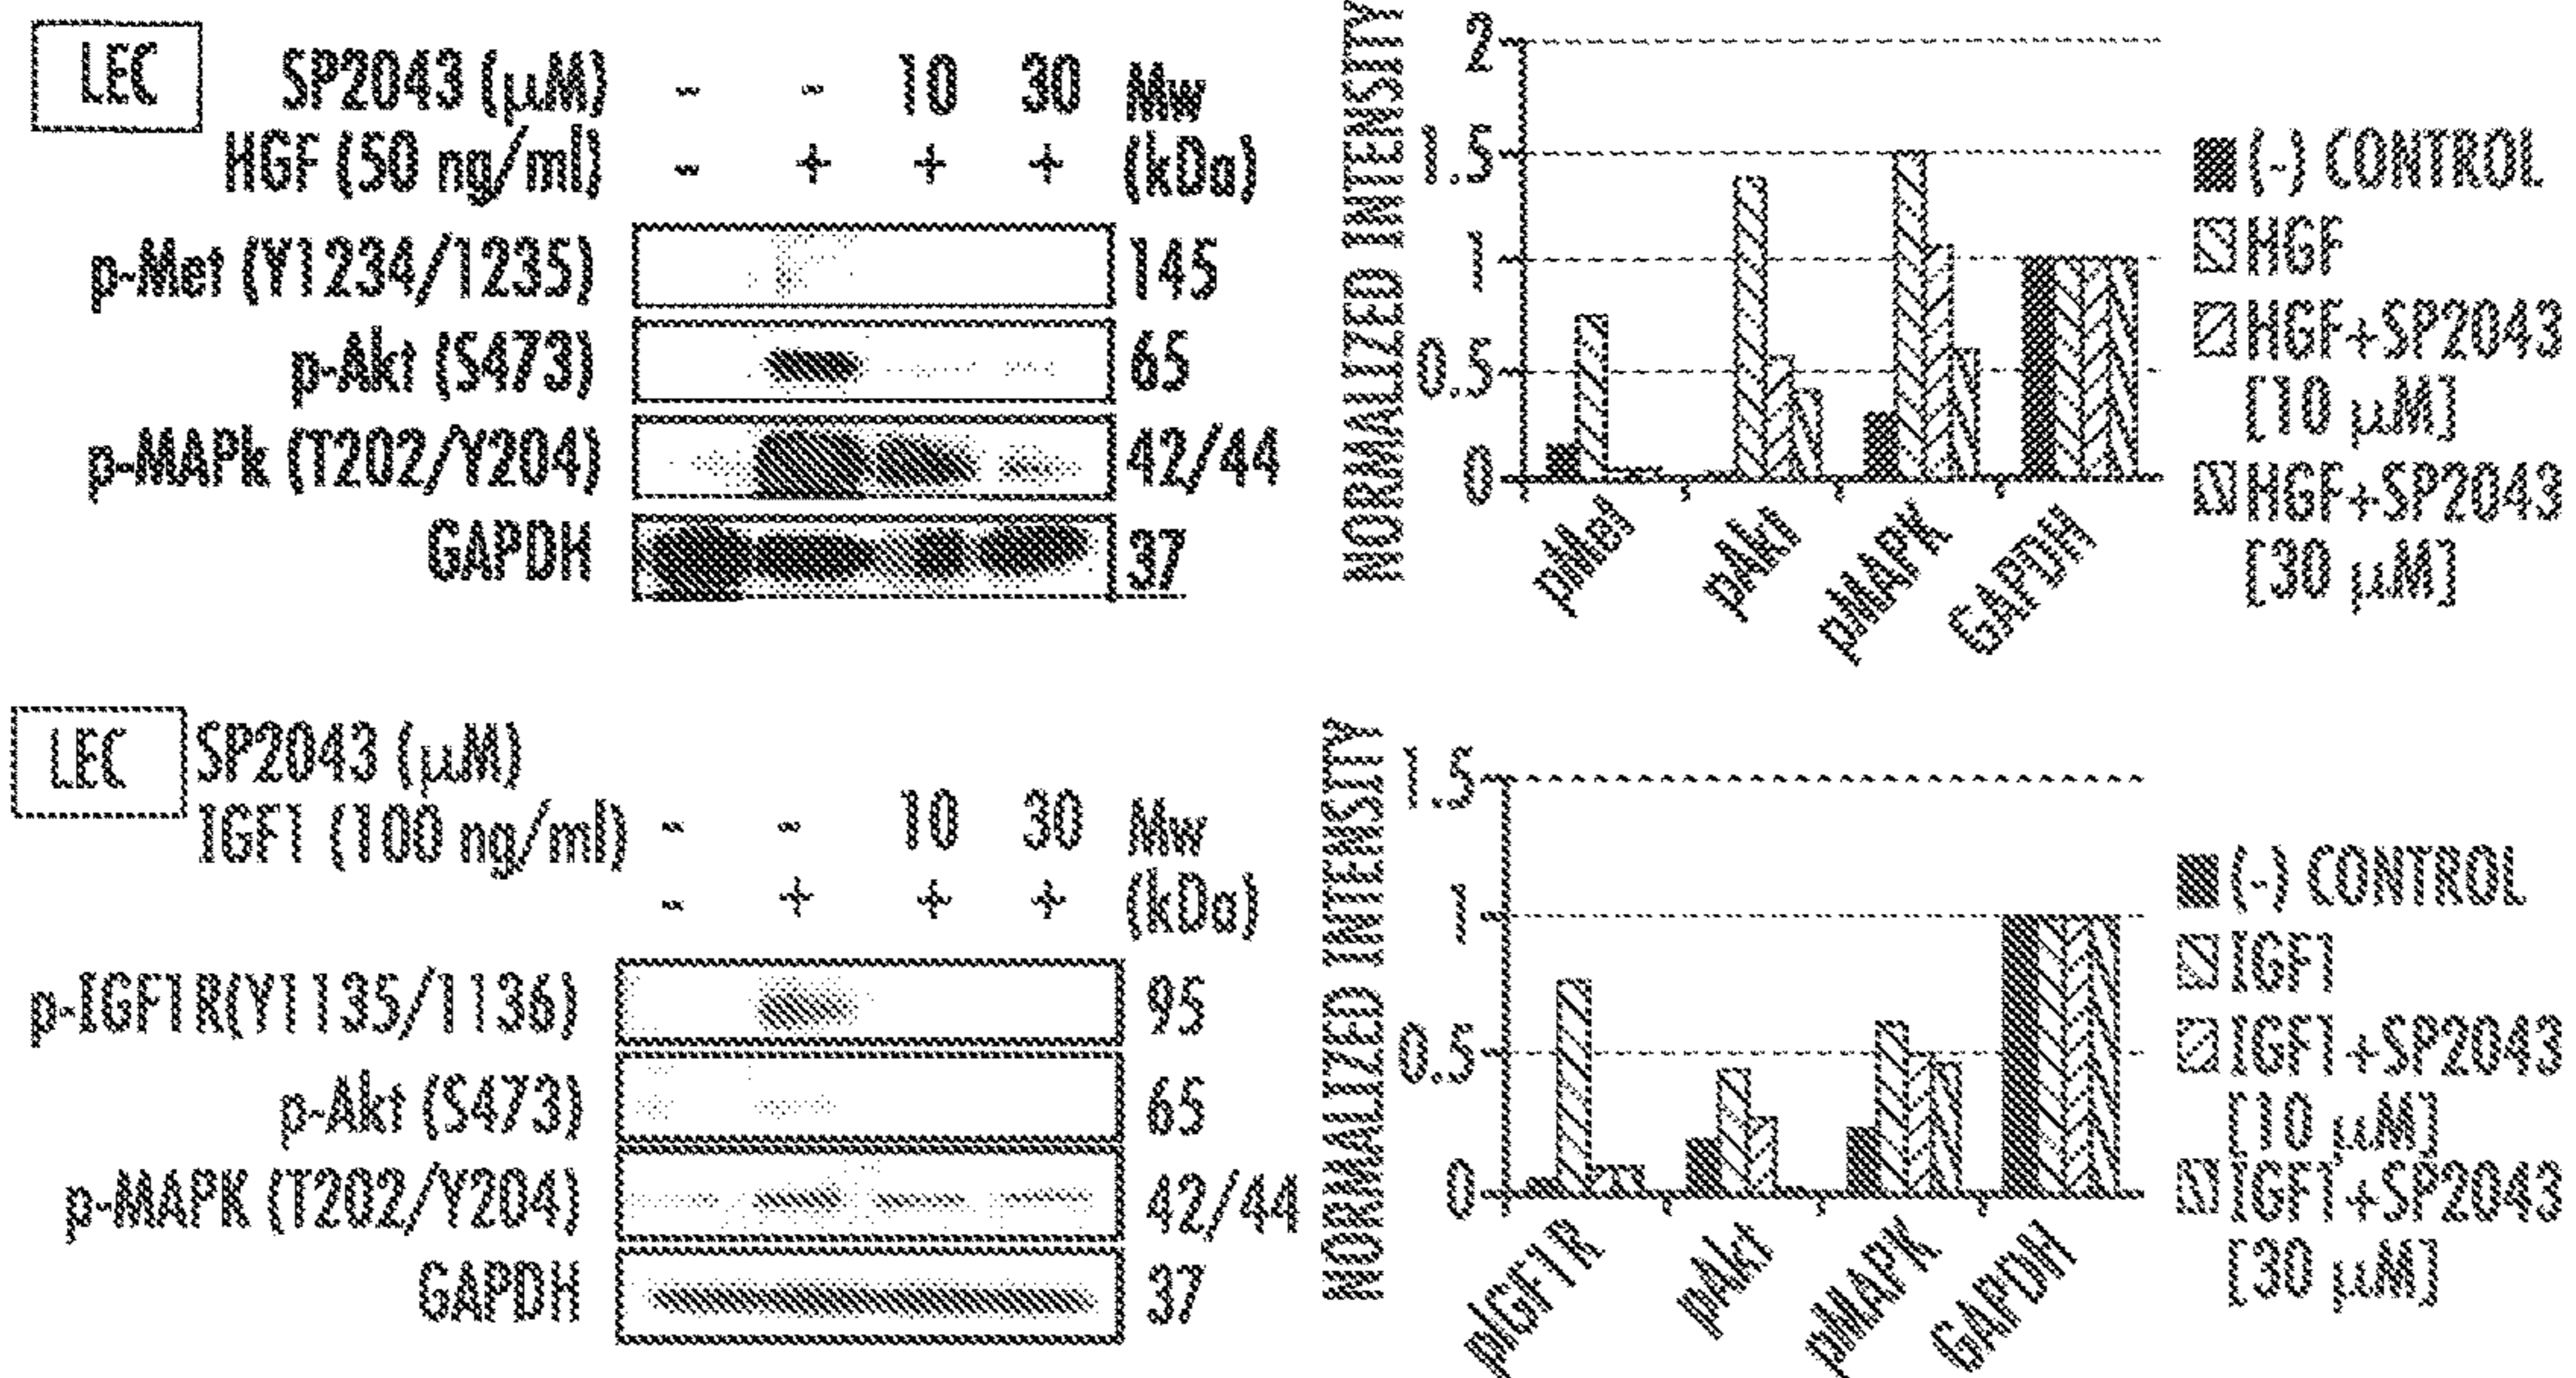 LEC
SP2043 (μM) - - 10 30 Mw
HGF (50 ng/ml) - + + + (kDa)
p-Met (Y1234/1235) 145
p-Akt (S473) 65
p-MAPk (T202/Y204) 42/44
GAPDH 37
NORMALIZED INTENSITY
2
1.5
1
0.5
0
pMet
pAkt
pMAPK
GAPDH
(-) CONTROL
HGF
HGF+SP2043
[10 μM]
HGF+SP2043
[30 μM]
LEC
SP2043 (μM)
IGF1 (100 ng/ml) - - 10 30 Mw
- + + + (kDa)
p-IGF1R(Y1135/1136) 95
p-Akt (S473) 65
p-MAPK (T202/Y204) 42/44
GAPDH 37
NORMALIZED INTENSITY
1.5
1
0.5
0
pIGF1R
pAkt
pMAPK
GAPDH
(-) CONTROL
IGF1
IGF1+SP2043
[10 μM]
IGF1+SP2043
[30 μM]